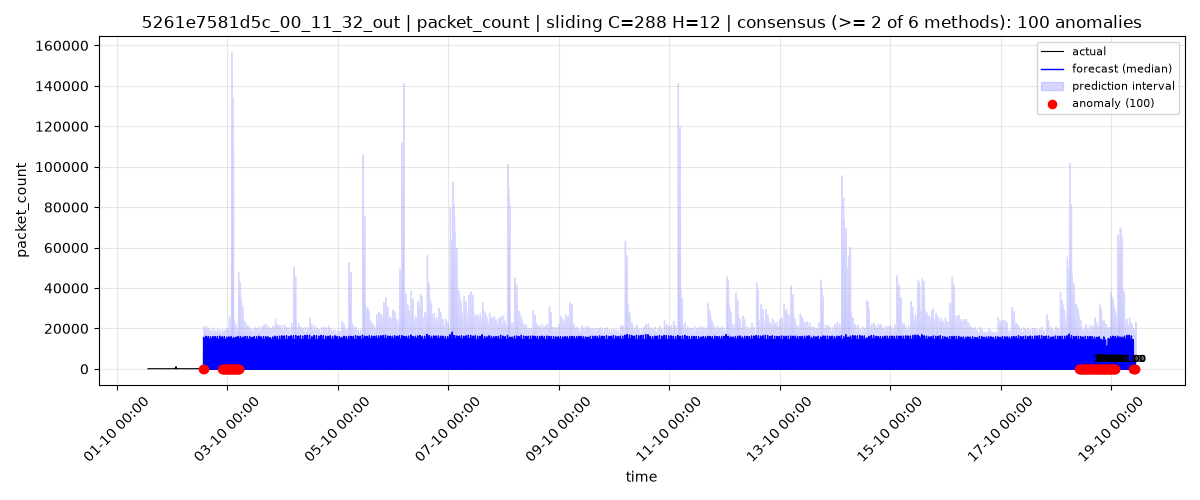 5261e7581d5c_00_11_32_out | packet_count | sliding C=288 H=12 | consensus (>= 2 of 6 methods): 100 anomalies
160000
140000
120000
100000
80000
60000
40000
20000
0
packet_count
actual
forecast (median)
prediction interval
anomaly (100)
01-10 00:00
03-10 00:00
05-10 00:00
07-10 00:00
09-10 00:00
11-10 00:00
13-10 00:00
15-10 00:00
17-10 00:00
19-10 00:00
time